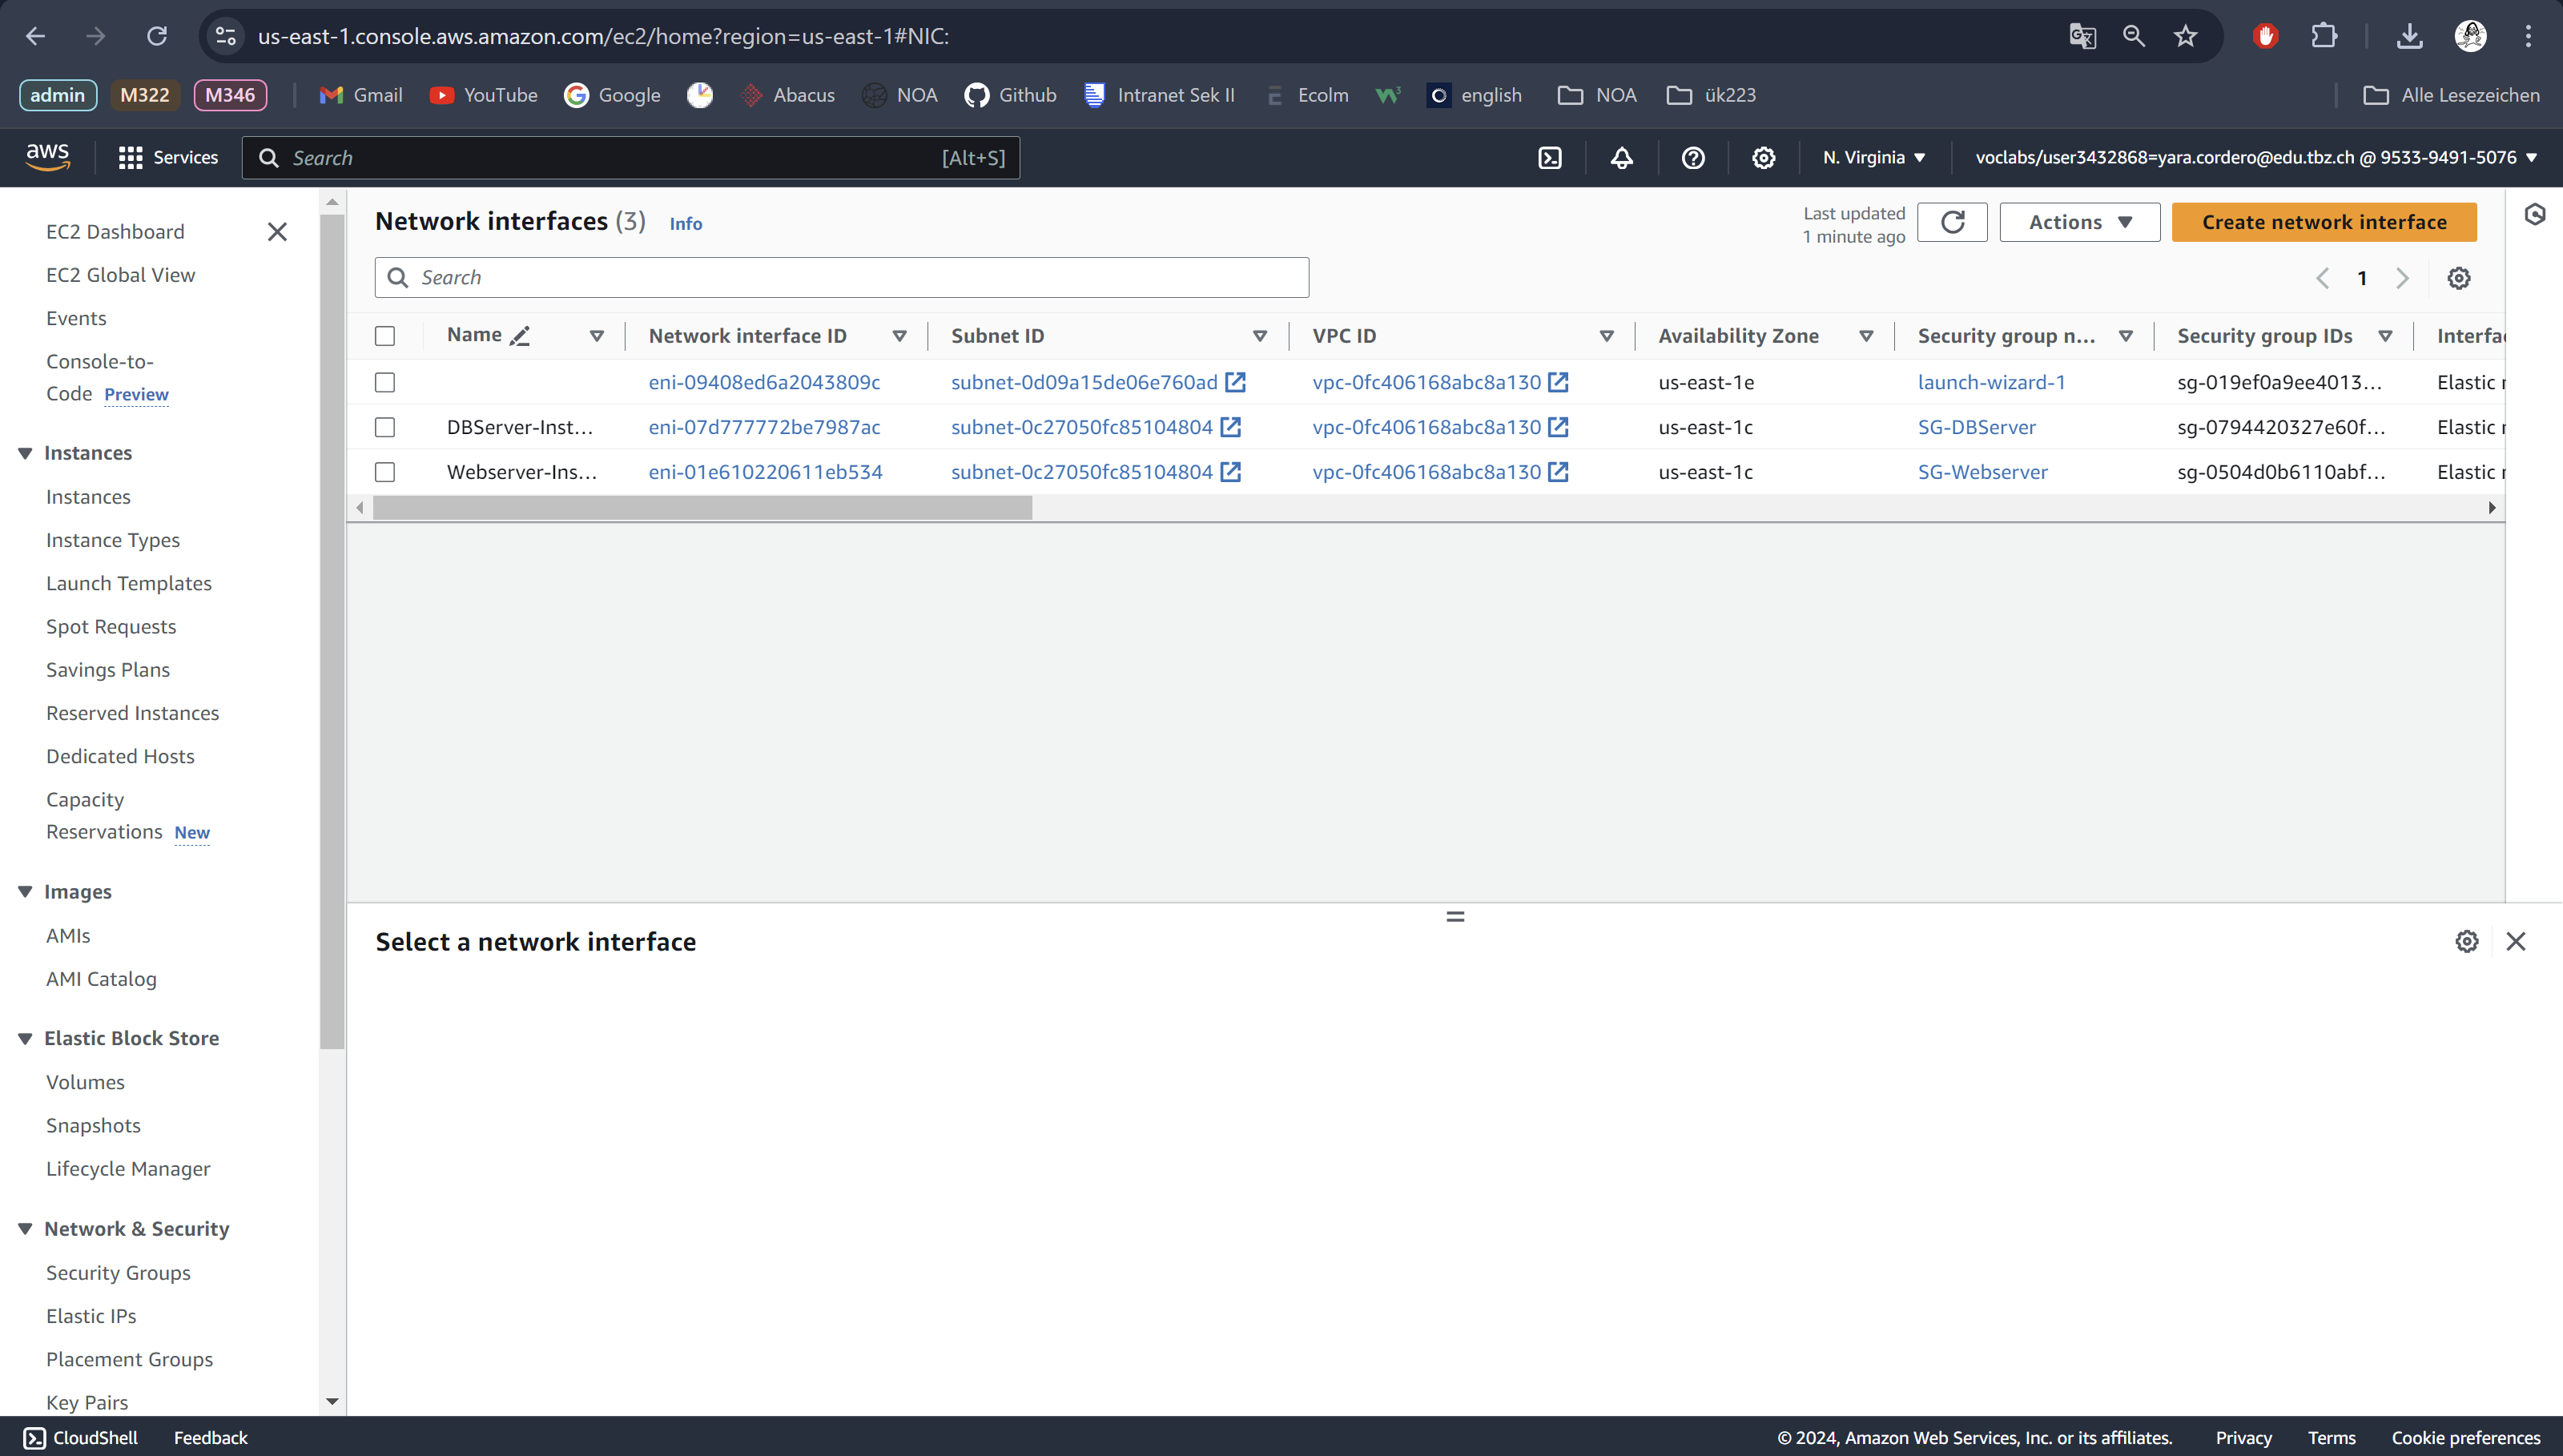 us-east-1.console.aws.amazon.com/ec2/home?region=us-east-1#NIC:
admin M322 M346 Gmail YouTube Google Abacus NOA Github Intranet Sek II Ecolm english NOA ük223 Alle Lesezeichen
aws Services Search [Alt+S] N. Virginia voclabs/user3432868=yara.cordero@edu.tbz.ch @ 9533-9491-5076
EC2 Dashboard
EC2 Global View
Events
Console-to-
Code Preview
Instances
Instances
Instance Types
Launch Templates
Spot Requests
Savings Plans
Reserved Instances
Dedicated Hosts
Capacity
Reservations New
Images
AMIs
AMI Catalog
Elastic Block Store
Volumes
Snapshots
Lifecycle Manager
Network & Security
Security Groups
Elastic IPs
Placement Groups
Key Pairs
Network interfaces (3) Info
Last updated
1 minute ago
Actions
Create network interface
Search
1
Name Network interface ID Subnet ID VPC ID Availability Zone Security group n... Security group IDs Interfac
eni-09408ed6a2043809c subnet-0d09a15de06e760ad vpc-0fc406168abc8a130 us-east-1e launch-wizard-1 sg-019ef0a9ee4013... Elastic n
DBServer-Inst... eni-07d777772be7987ac subnet-0c27050fc85104804 vpc-0fc406168abc8a130 us-east-1c SG-DBServer sg-0794420327e60f... Elastic n
Webserver-Ins... eni-01e610220611eb534 subnet-0c27050fc85104804 vpc-0fc406168abc8a130 us-east-1c SG-Webserver sg-0504d0b6110abf... Elastic n
Select a network interface
CloudShell Feedback © 2024, Amazon Web Services, Inc. or its affiliates. Privacy Terms Cookie preferences